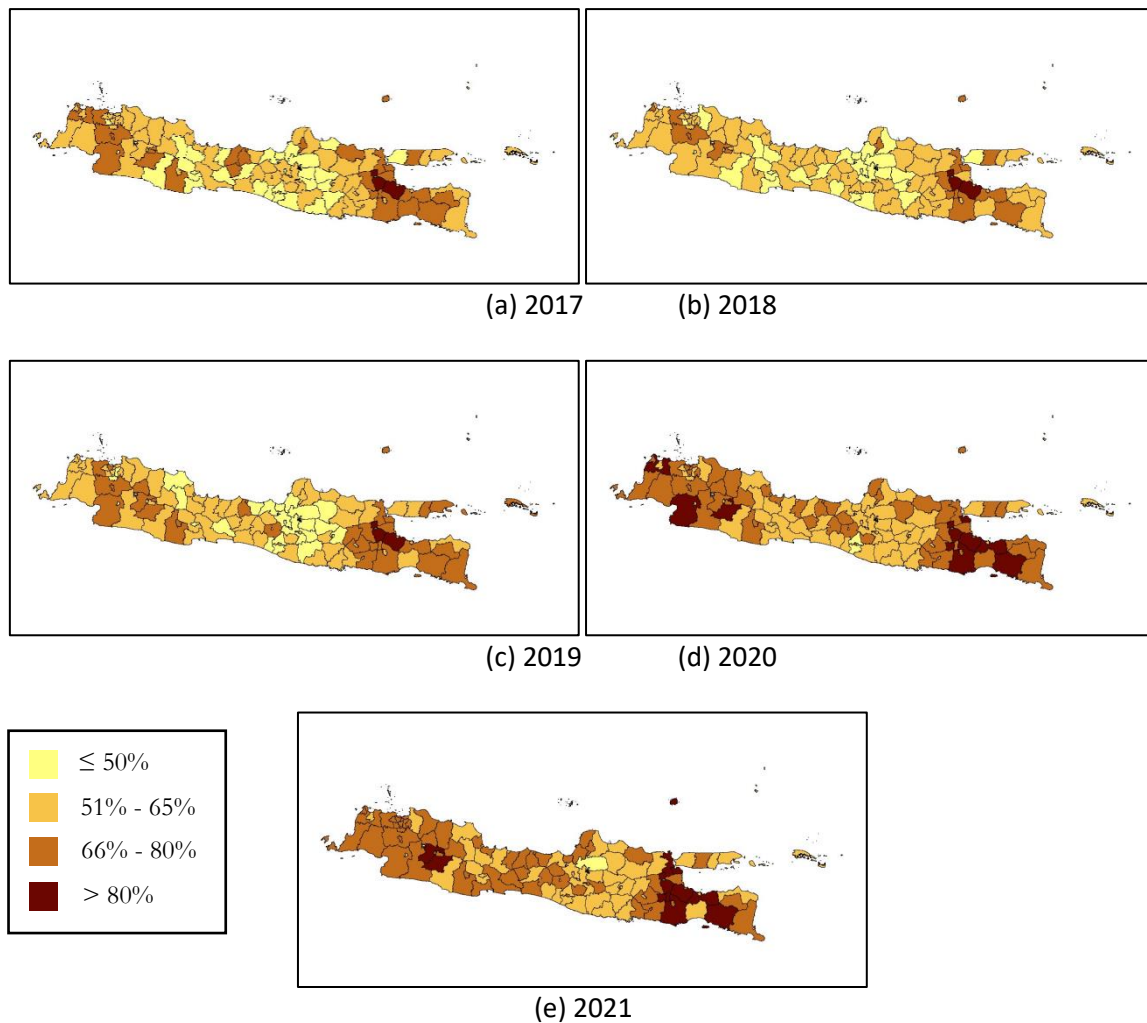 (a) 2017
(b) 2018
(c) 2019
(d) 2020
≤ 50%
51% - 65%
66% - 80%
> 80%
(e) 2021